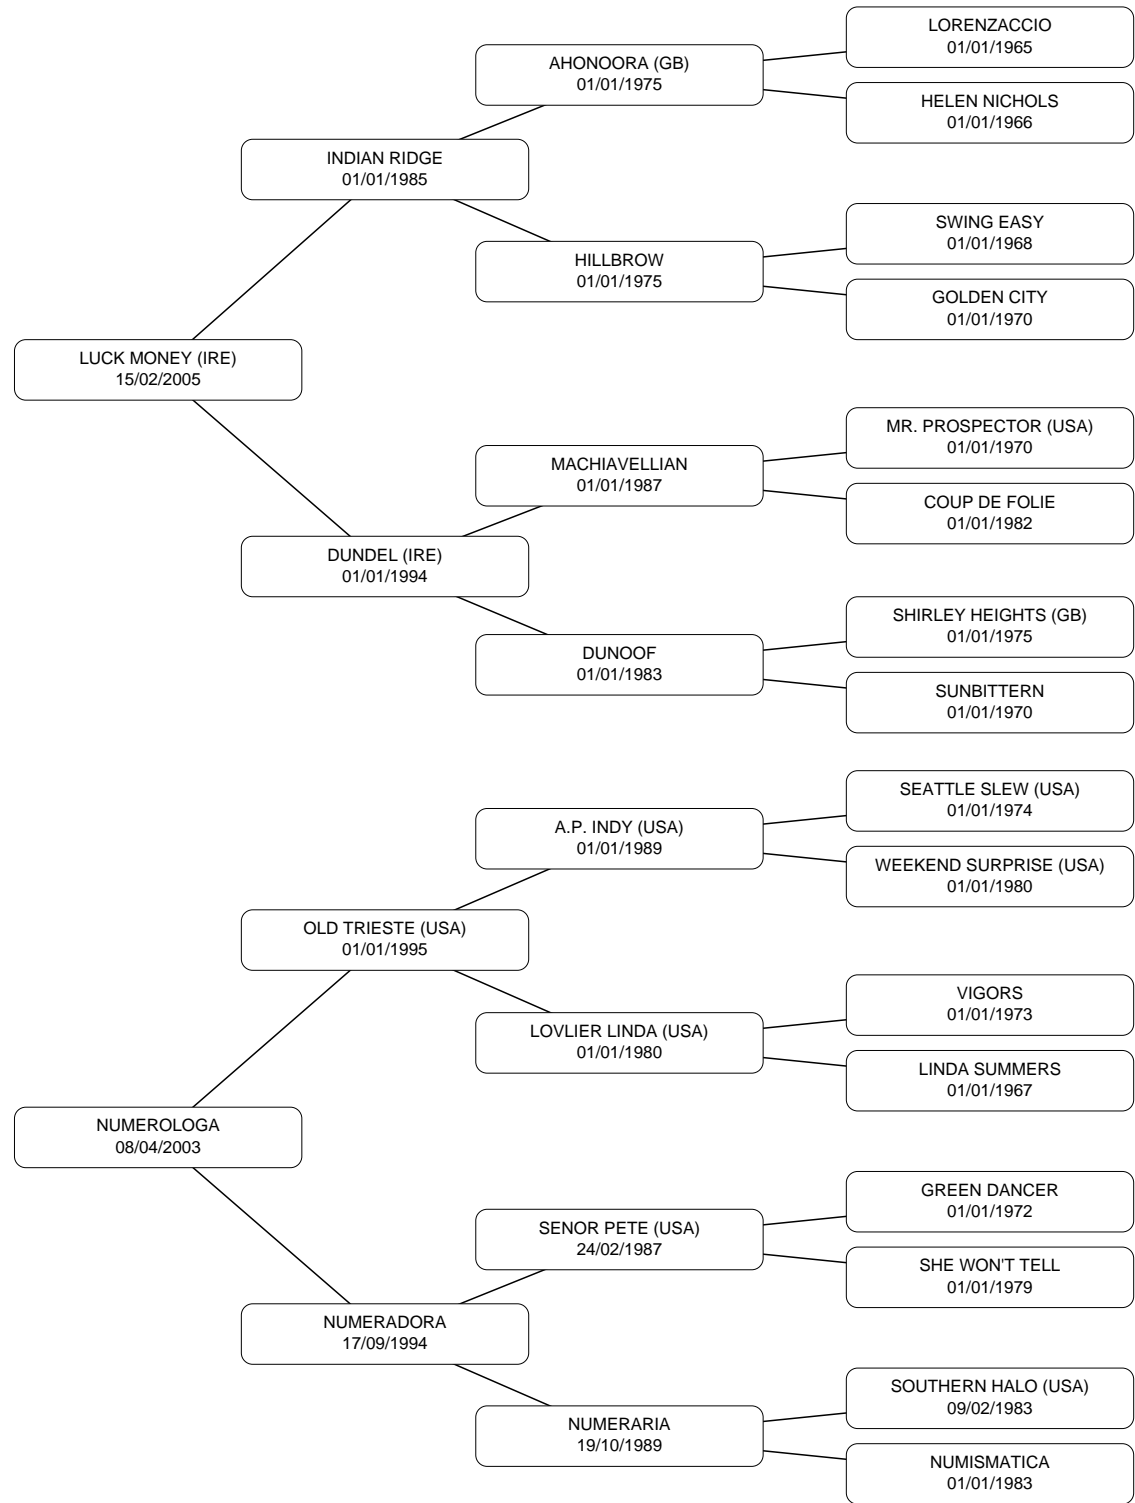 LORENZACCIO
01/01/1965
AHONOORA (GB)
01/01/1975
HELEN NICHOLS
01/01/1966
INDIAN RIDGE
01/01/1985
SWING EASY
01/01/1968
HILLBROW
01/01/1975
GOLDEN CITY
01/01/1970
LUCK MONEY (IRE)
15/02/2005
MR. PROSPECTOR (USA)
01/01/1970
MACHIAVELLIAN
01/01/1987
COUP DE FOLIE
01/01/1982
DUNDEL (IRE)
01/01/1994
SHIRLEY HEIGHTS (GB)
01/01/1975
DUNOOF
01/01/1983
SUNBITTERN
01/01/1970
SEATTLE SLEW (USA)
01/01/1974
A.P. INDY (USA)
01/01/1989
WEEKEND SURPRISE (USA)
01/01/1980
OLD TRIESTE (USA)
01/01/1995
VIGORS
01/01/1973
LOVLIER LINDA (USA)
01/01/1980
LINDA SUMMERS
01/01/1967
NUMEROLOGA
08/04/2003
GREEN DANCER
01/01/1972
SENOR PETE (USA)
24/02/1987
SHE WON'T TELL
01/01/1979
NUMERADORA
17/09/1994
SOUTHERN HALO (USA)
09/02/1983
NUMERARIA
19/10/1989
NUMISMATICA
01/01/1983